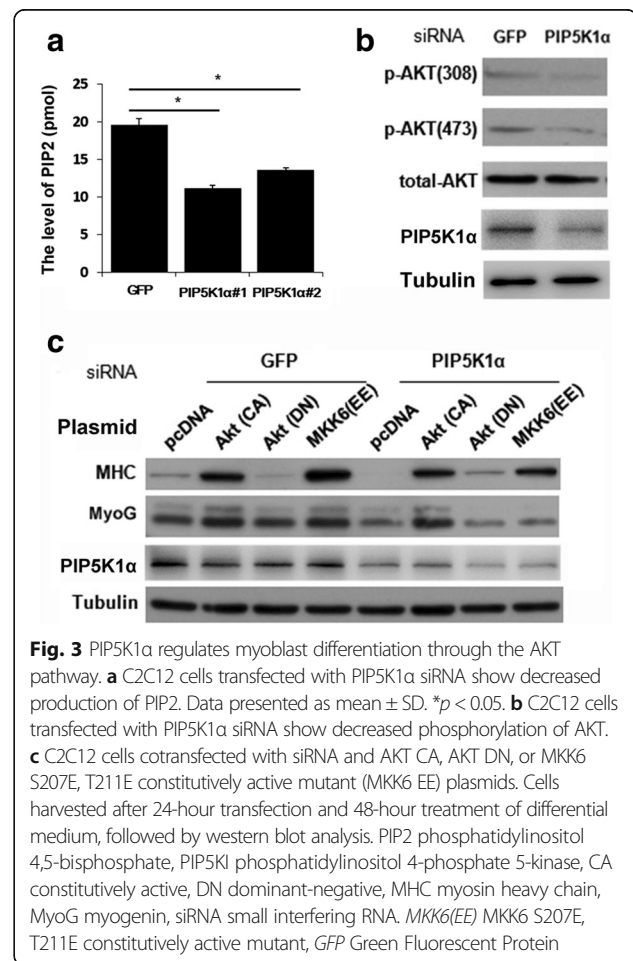 a
*
*
The level of PIP2 (pmol)
25
20
15
10
5
0
GFP PIP5K1α#1 PIP5K1α#2
b
siRNA GFP PIP5K1α
p-AKT(308)
p-AKT(473)
total-AKT
PIP5K1α
Tubulin
c
siRNA GFP PIP5K1α
Plasmid pcDNA Akt (CA) Akt (DN) MKK6(EE) pcDNA Akt (CA) Akt (DN) MKK6(EE)
MHC
MyoG
PIP5K1α
Tubulin
Fig. 3 PIP5K1α regulates myoblast differentiation through the AKT
pathway. a C2C12 cells transfected with PIP5K1α siRNA show decreased
production of PIP2. Data presented as mean ± SD. *p < 0.05. b C2C12 cells
transfected with PIP5K1α siRNA show decreased phosphorylation of AKT.
c C2C12 cells cotransfected with siRNA and AKT CA, AKT DN, or MKK6
S207E, T211E constitutively active mutant (MKK6 EE) plasmids. Cells
harvested after 24-hour transfection and 48-hour treatment of differential
medium, followed by western blot analysis. PIP2 phosphatidylinositol
4,5-bisphosphate, PIP5KI phosphatidylinositol 4-phosphate 5-kinase, CA
constitutively active, DN dominant-negative, MHC myosin heavy chain,
MyoG myogenin, siRNA small interfering RNA. MKK6(EE) MKK6 S207E,
T211E constitutively active mutant, GFP Green Fluorescent Protein